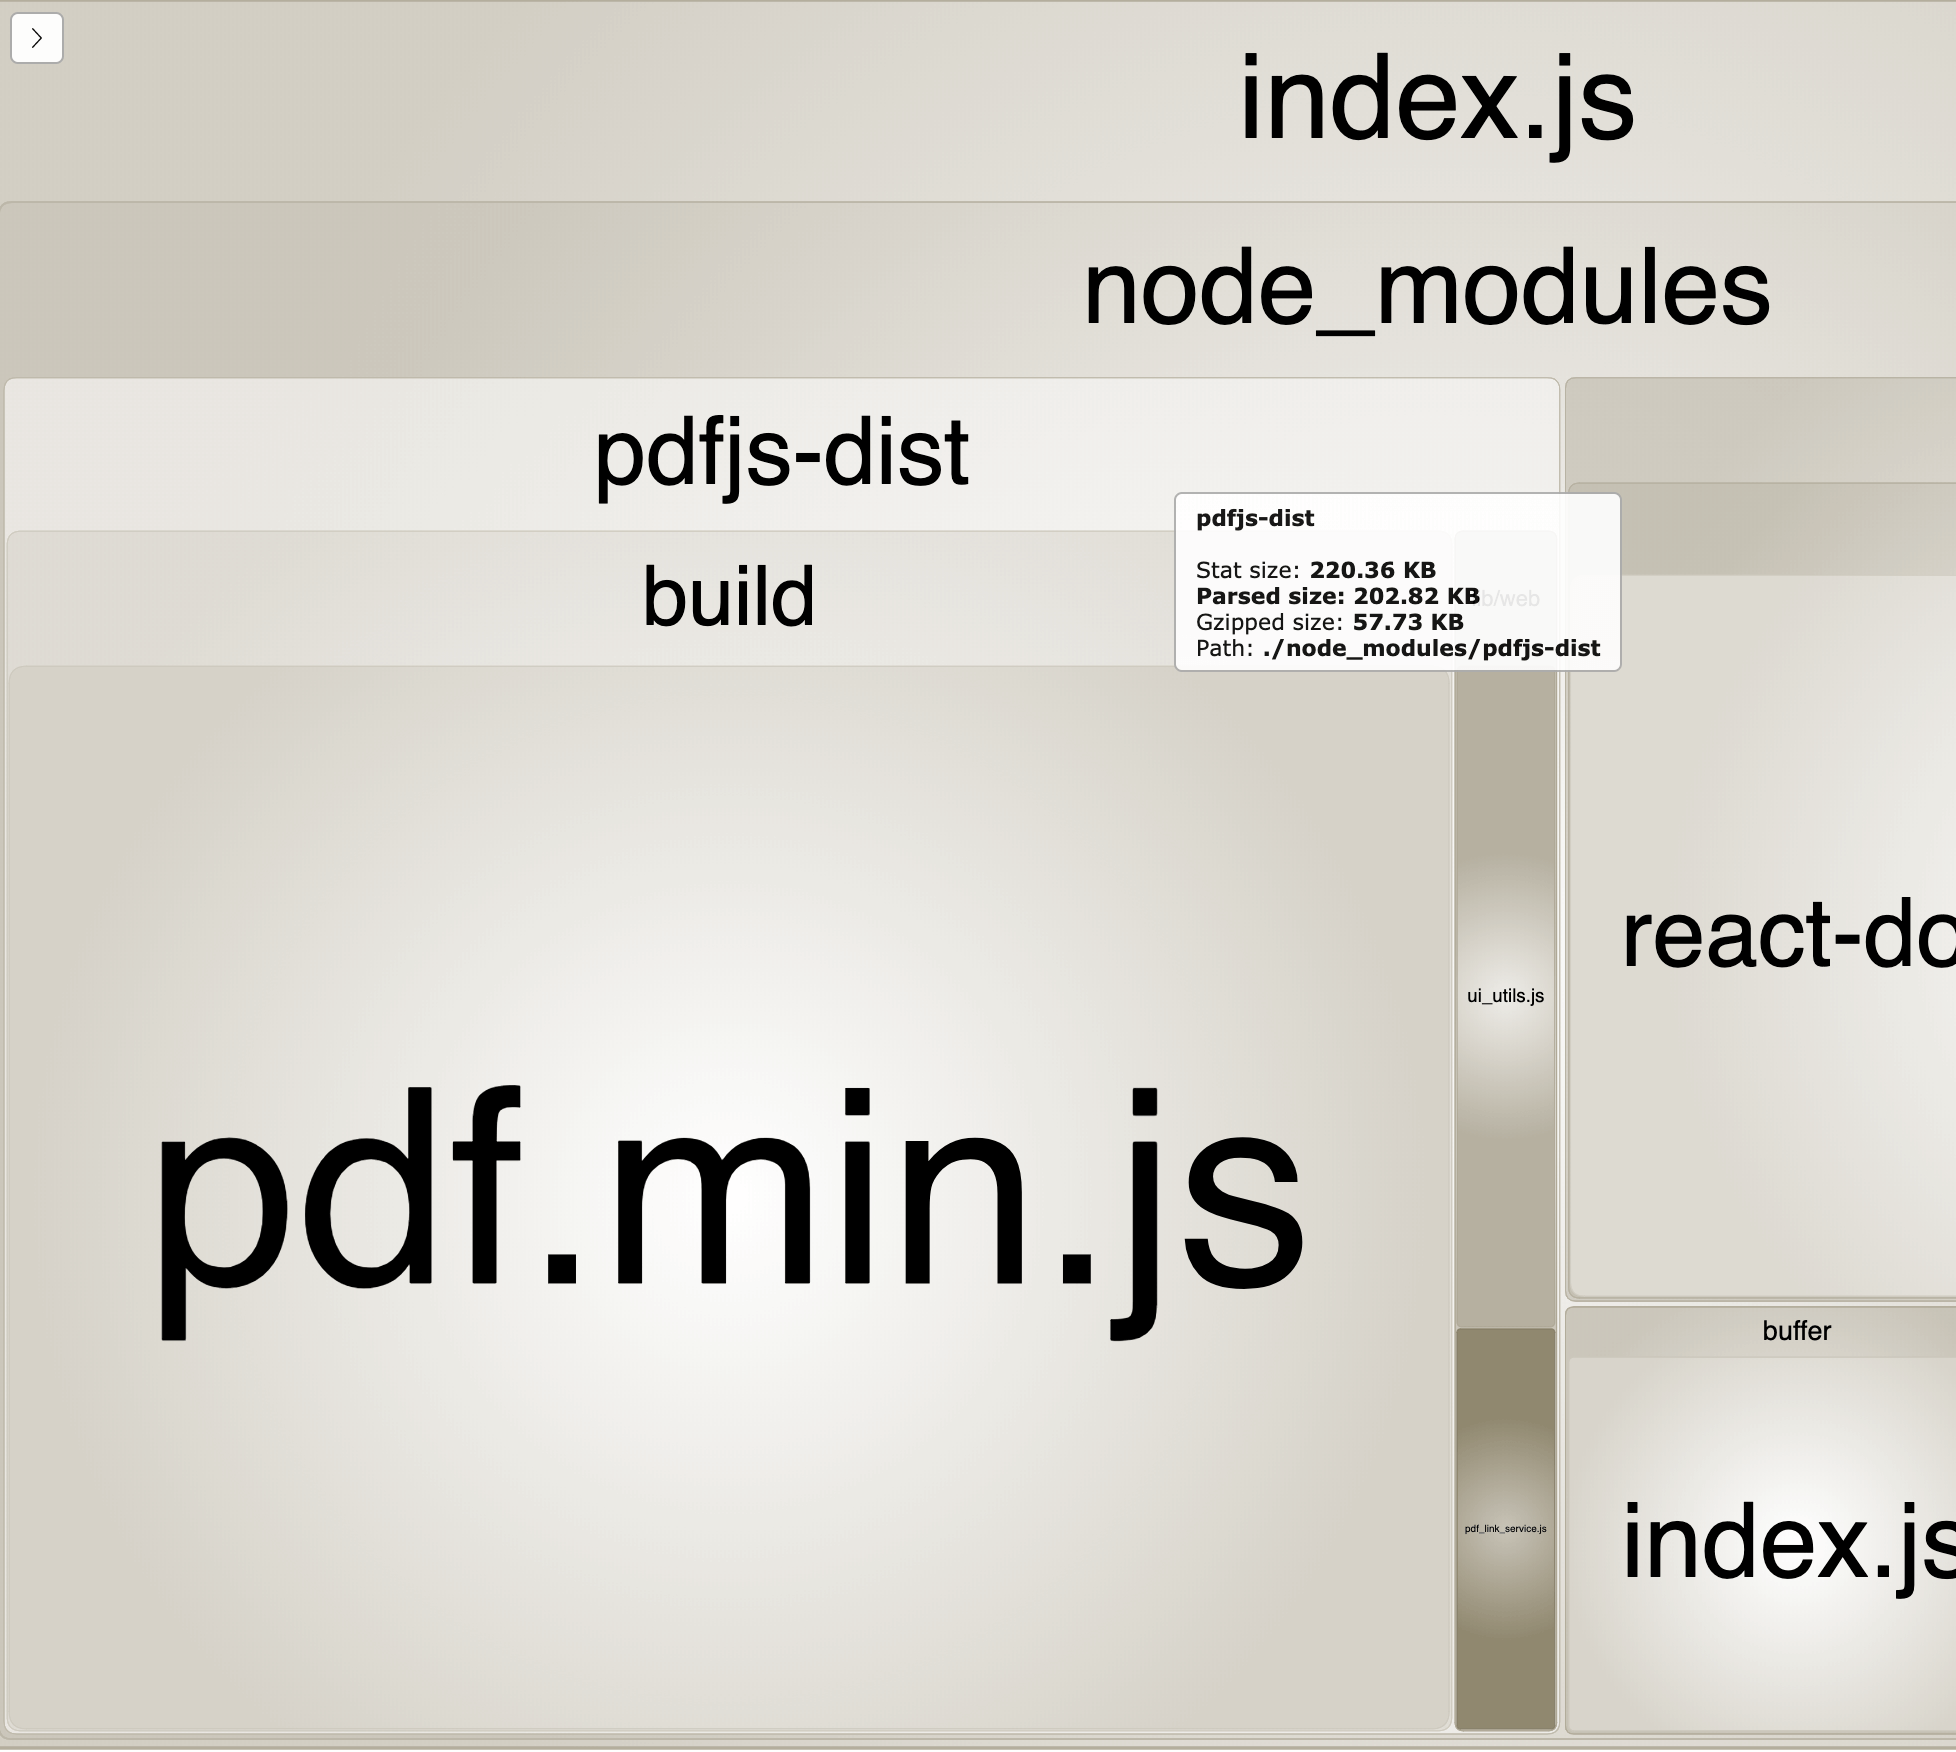 index.js
node_modules
pdfjs-dist
build
pdfjs-dist
Stat size: 220.36 KB
Parsed size: 202.82 KB
Gzipped size: 57.73 KB
Path: ./node_modules/pdfjs-dist
b/web
pdf.min.js
ui_utils.js
pdf_link_service.js
react-do
buffer
index.js